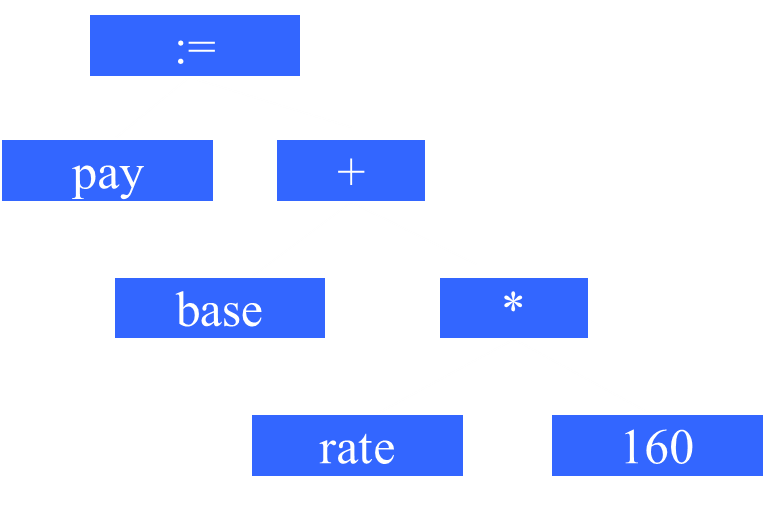 :=
pay +
base *
rate 160